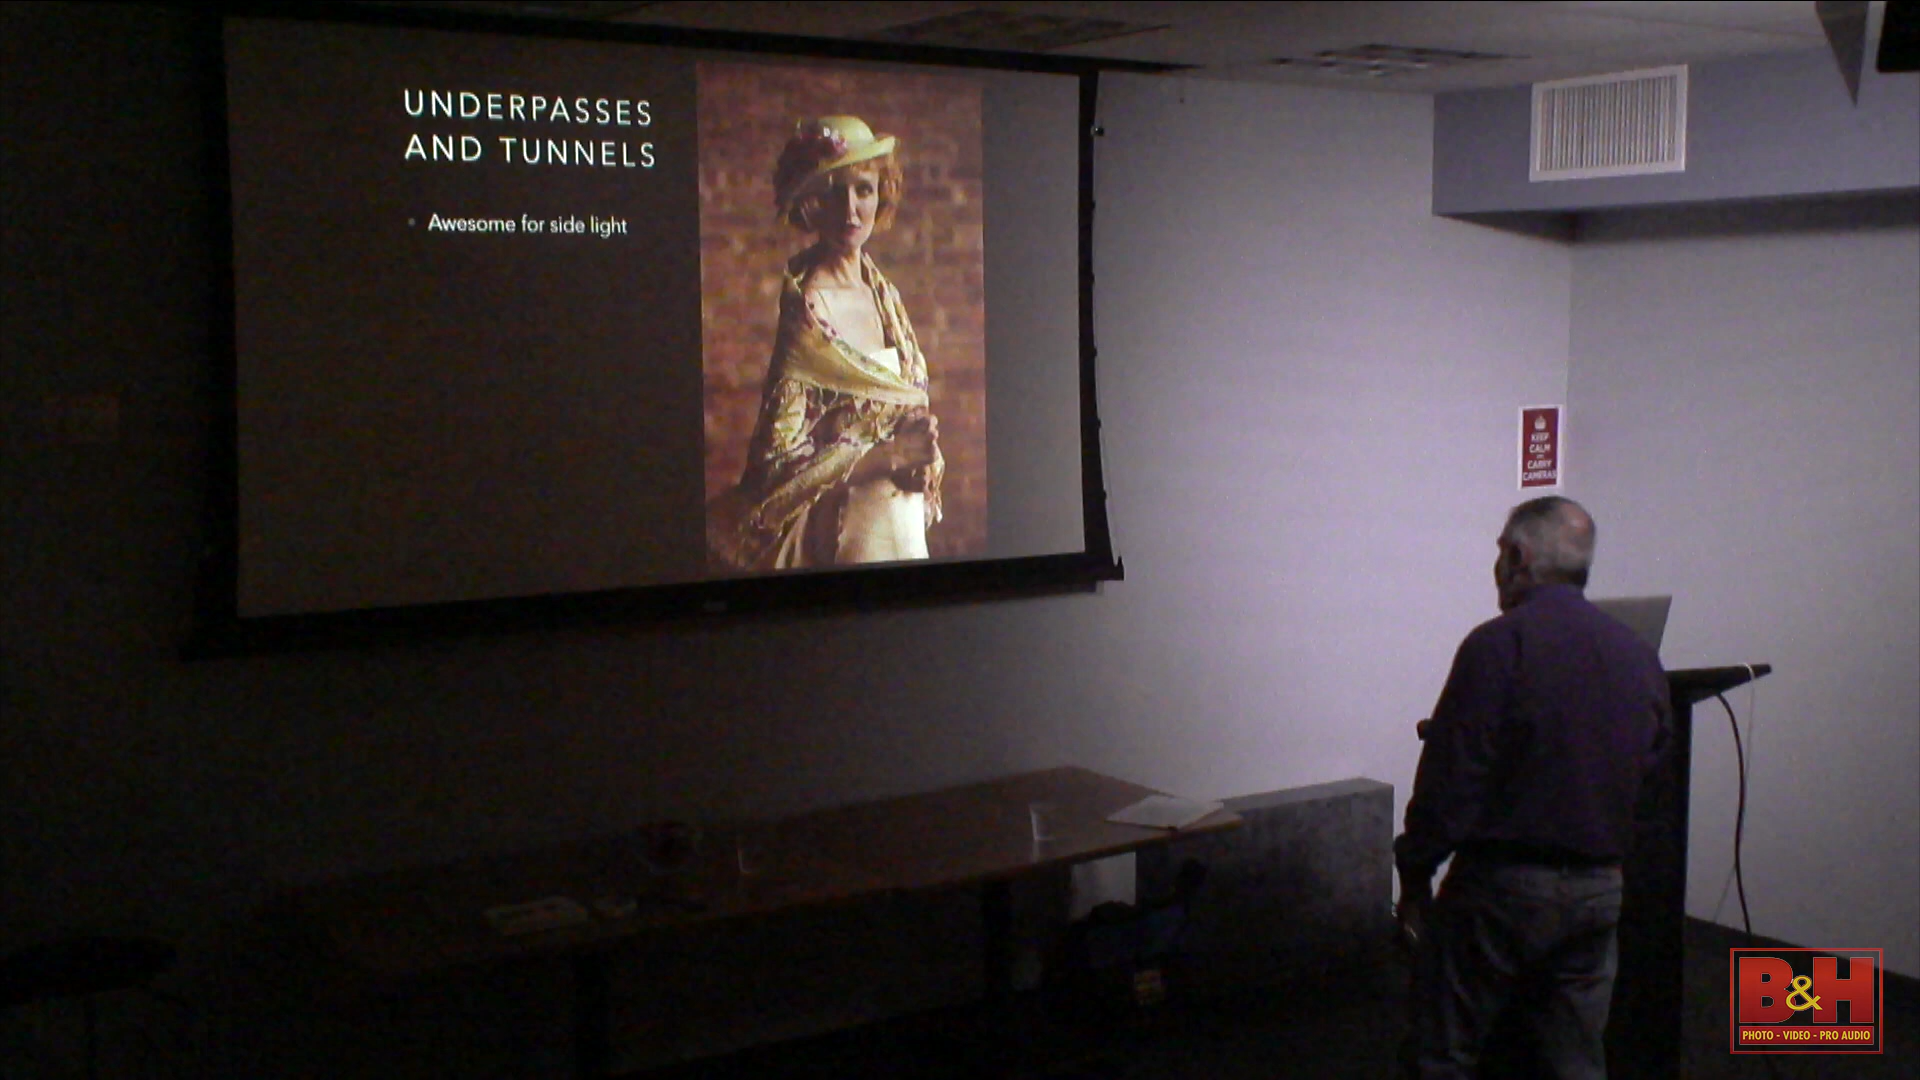 UNDERPASSES
AND TUNNELS
Awesome for side light
KEEP
CALM
AND
CARRY
CAMERAS
B&H
PHOTO - VIDEO - PRO AUDIO